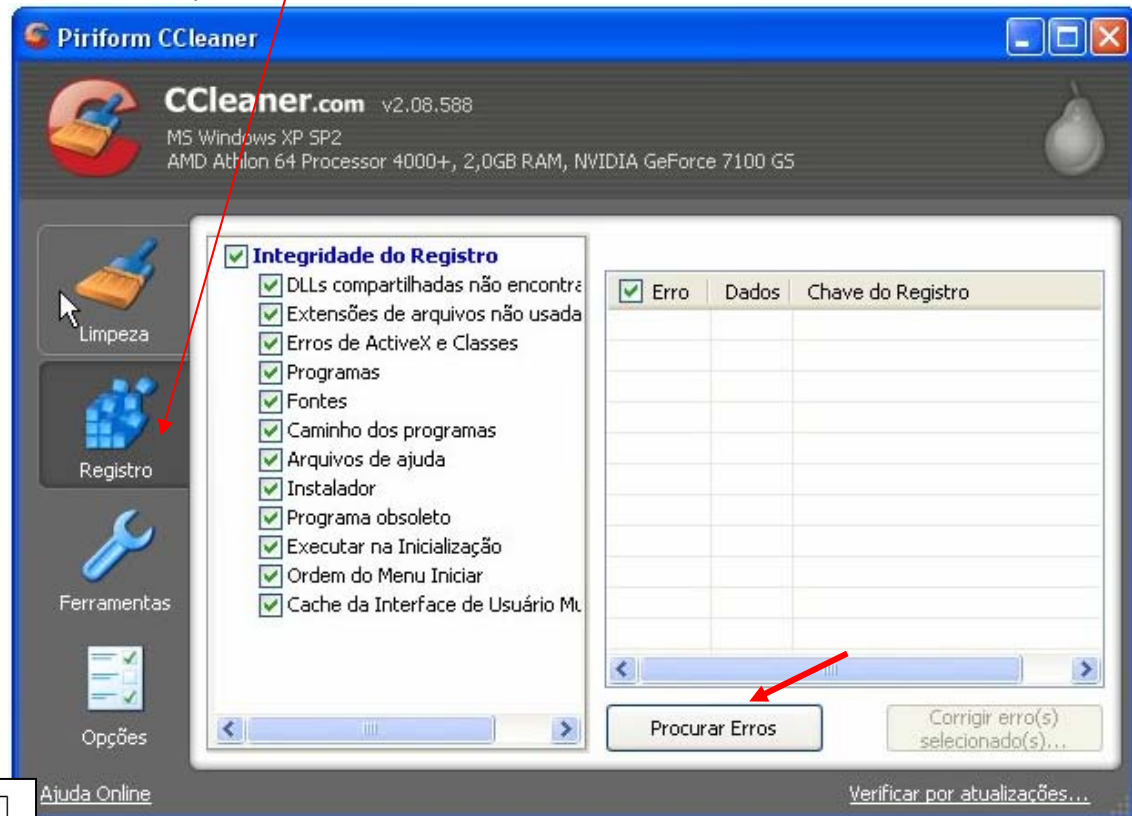 Piriform CCleaner
CCleaner.com v2.08.588
MS Windows XP SP2
AMD Athlon 64 Processor 4000+, 2,0GB RAM, NVIDIA GeForce 7100 GS
Limpeza
Registro
Ferramentas
Opções
Integridade do Registro
DLLs compartilhadas não encontra
Extensões de arquivos não usada
Erros de ActiveX e Classes
Programas
Fontes
Caminho dos programas
Arquivos de ajuda
Instalador
Programa obsoleto
Executar na Inicialização
Ordem do Menu Iniciar
Cache da Interface de Usuário Mu
Erro Dados Chave do Registro
Procurar Erros
Corrigir erro(s)
selecionado(s)...
Ajuda Online
Verificar por atualizações...